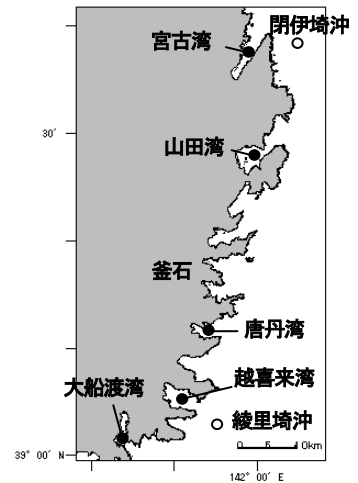 閉伊埼沖
宮古湾
30′
山田湾
釜石
唐丹湾
越喜来湾
大船渡湾
綾里埼沖
0 5 10km
39° 00′ N
142° 00′ E